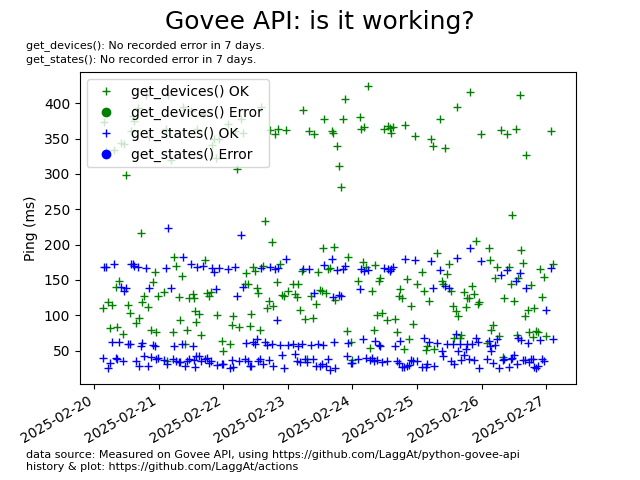 Govee API: is it working?
get_devices(): No recorded error in 7 days.
get_states(): No recorded error in 7 days.
get_devices() OK
get_devices() Error
get_states() OK
get_states() Error
Ping (ms)
400
350
300
250
200
150
100
50
2025-02-20
2025-02-21
2025-02-22
2025-02-23
2025-02-24
2025-02-25
2025-02-26
2025-02-27
data source: Measured on Govee API, using https://github.com/LaggAt/python-govee-api
history & plot: https://github.com/LaggAt/actions